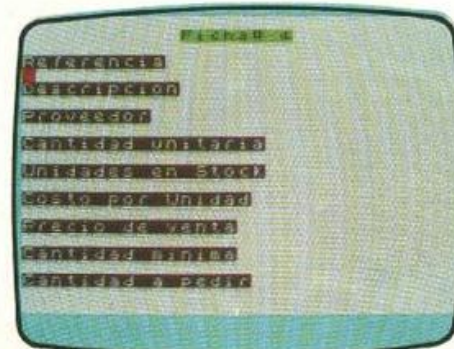 Ficha# 4
Referencia
Descripcion
Proveedor
Cantidad unitaria
Unidades en Stock
Costo por Unidad
Precio de venta
Cantidad minima
Cantidad a pedir